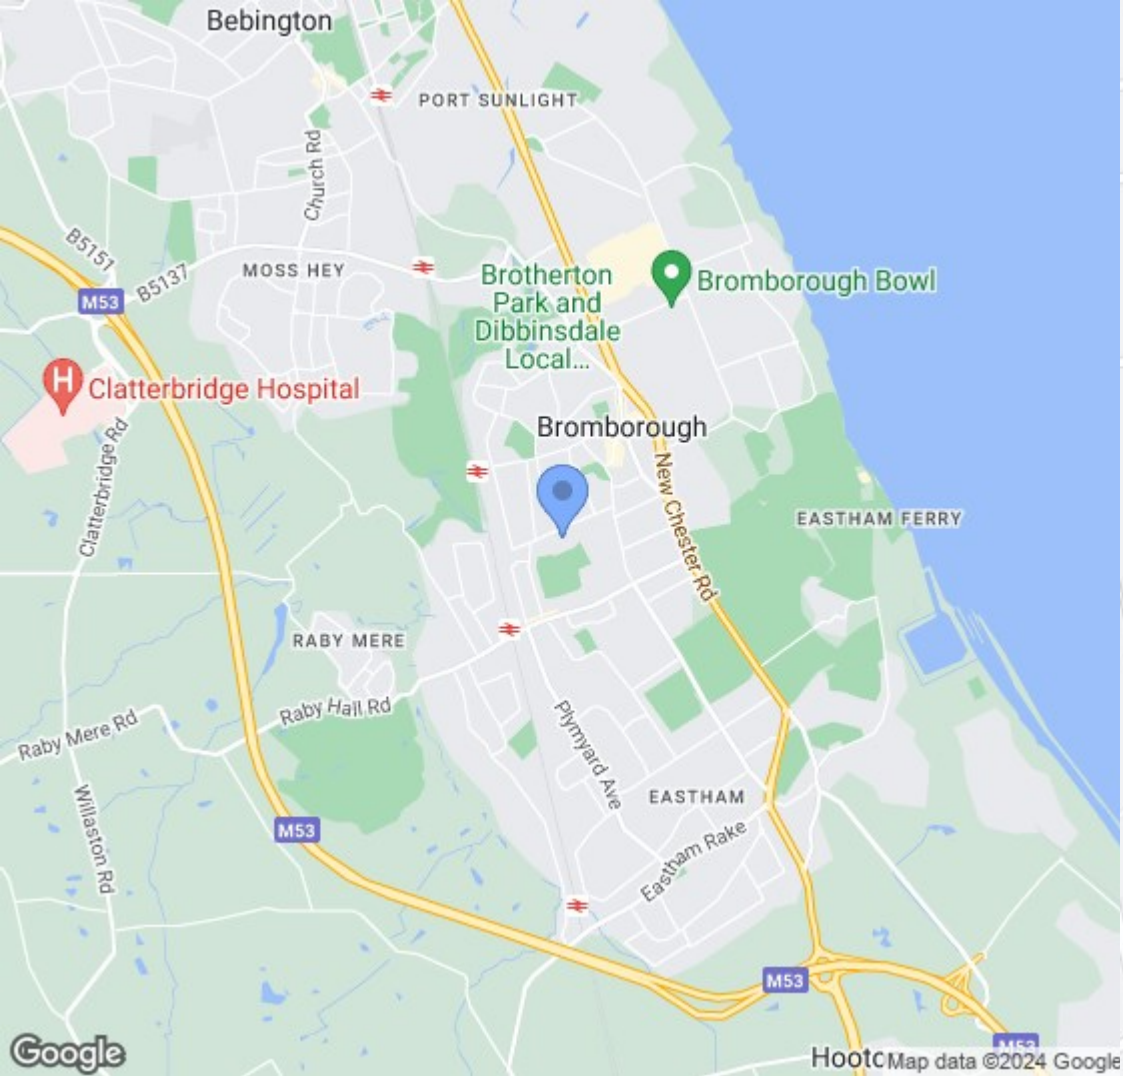 Bebington
PORT SUNLIGHT
Church Rd
B5151
B5137
MOSS HEY
M53
Brotherton
Park and
Dibbinsdale
Local...
Bromborough Bowl
H
Clatterbridge Hospital
Bromborough
Clatterbridge Rd
New Chester Rd
EASTHAM FERRY
RABY MERE
Raby Hall Rd
Raby Mere Rd
Plymyard Ave
Willaston Rd
EASTHAM
M53
Eastham Rake
M53
M53
Google
Map data ©2024 Google